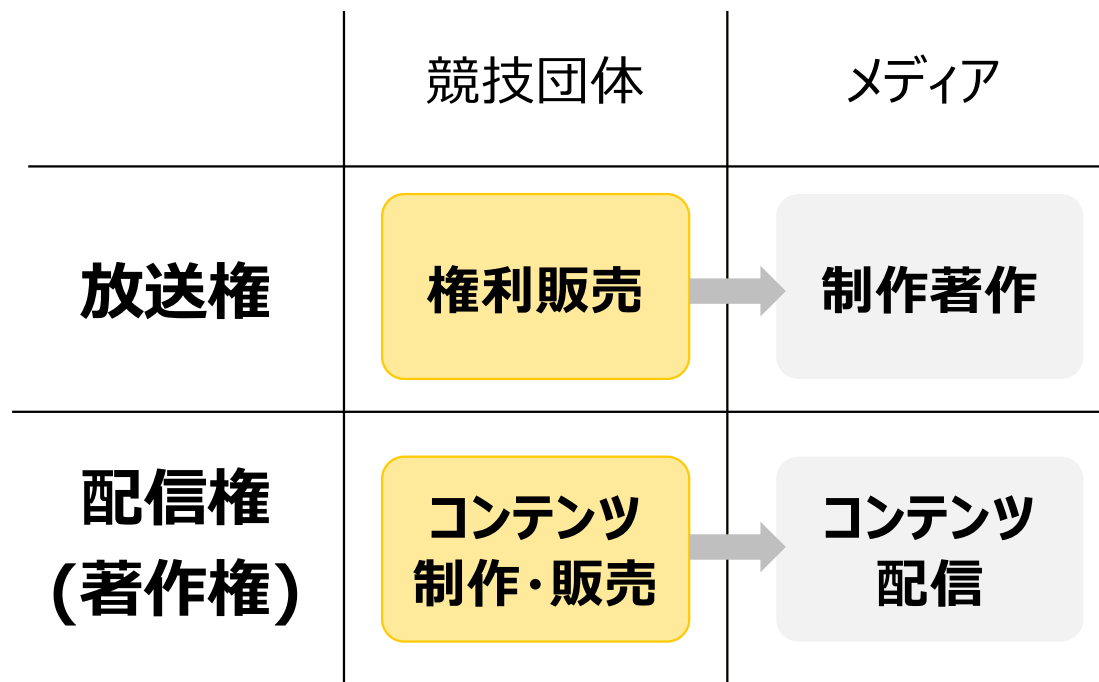 競技団体
メディア
放送権
権利販売
制作著作
配信権
(著作権)
コンテンツ
制作・販売
コンテンツ
配信